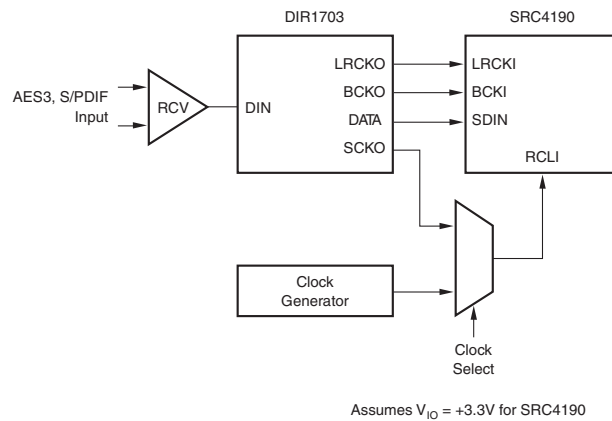 DIR1703
SRC4190
AES3, S/PDIF
Input
RCV
DIN
LRCKO
BCKO
DATA
SCKO
LRCKI
BCKI
SDIN
RCLI
Clock
Generator
Clock
Select
Assumes V_IO = +3.3V for SRC4190